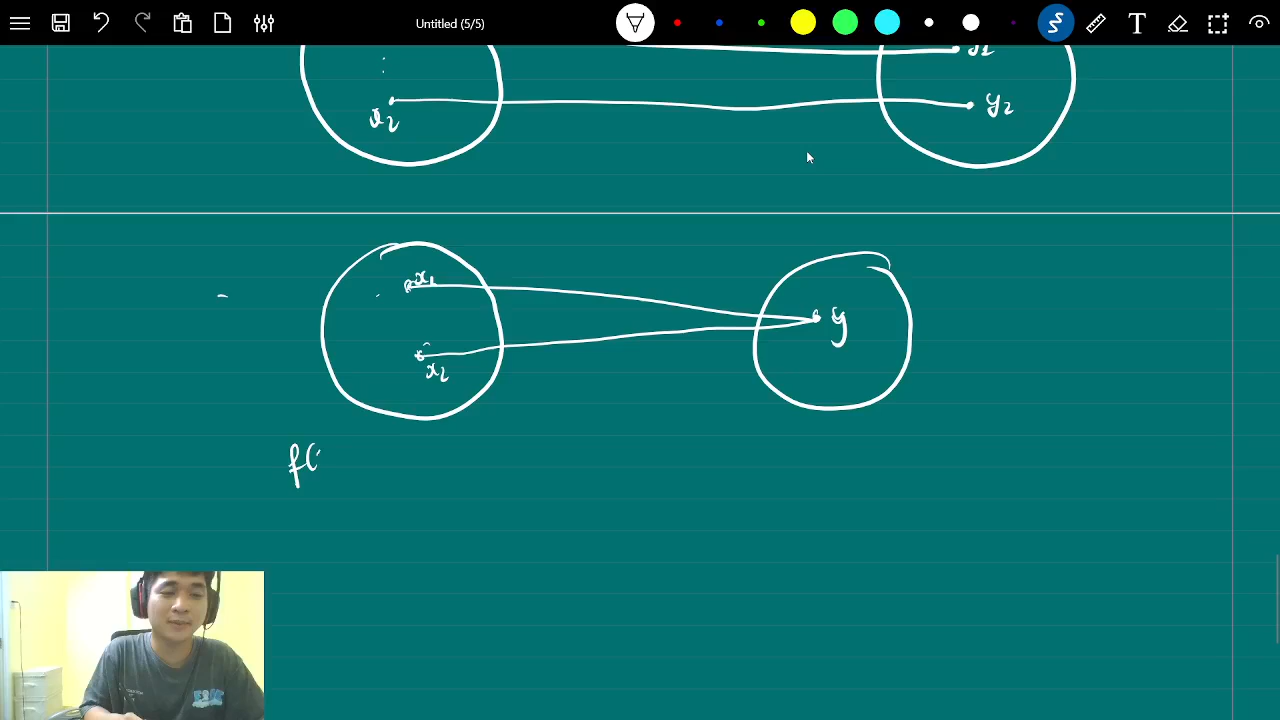 Untitled (5/5)
y2
x2
x1
y
x2
f(